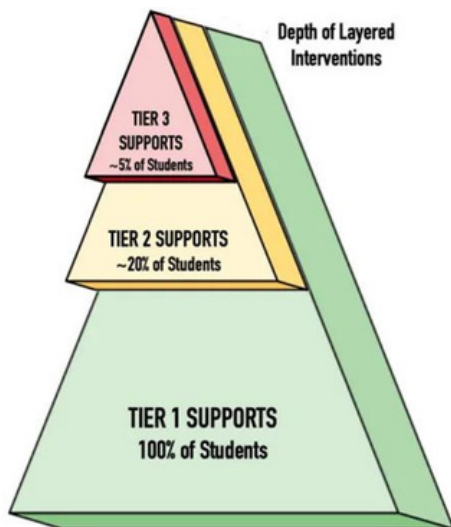 Depth of Layered
Interventions
TIER 3
SUPPORTS
~5% of Students
TIER 2 SUPPORTS
~20% of Students
TIER 1 SUPPORTS
100% of Students